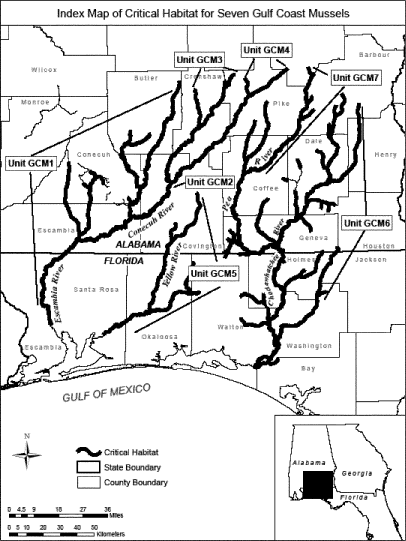 Index Map of Critical Habitat for Seven Gulf Coast Mussels
Unit GCM3
Unit GCM4
Barbour
Wilcox
Butler
Crenshaw
Unit GCM7
Monroe
Pike
Conecuh
Dale
Henry
Unit GCM1
River
Unit GCM2
Coffee
Pea
Conecuh River
Escambia
ALABAMA
Covington
Geneva
Unit GCM6
Houston
FLORIDA
Holmes
Jackson
Escambia River
Yellow River
Choctawhatchee River
Unit GCM5
Santa Rosa
Walton
Okaloosa
Washington
Escambia
Bay
GULF OF MEXICO
N
Critical Habitat
State Boundary
County Boundary
0 4.5 9 18 27 36
Miles
0 5 10 20 30 40 50
Kilometers
Alabama
Georgia
Florida